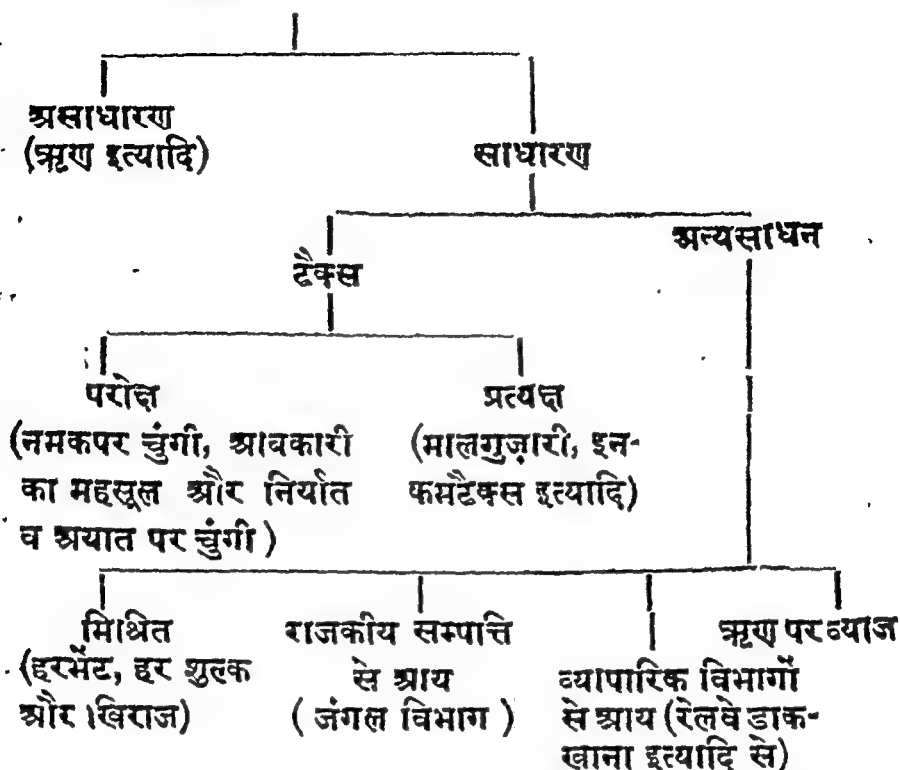 असाधारण
(ऋण इत्यादि)
साधारण
टैक्स
अन्यसाधन
परोक्ष
(नमकपर चुंगी, आबकारी
का महसूल और निर्यात
व अयात पर चुंगी)
प्रत्यक्ष
(मालगुज़ारी, इन-
कमटैक्स इत्यादि)
मिश्रित
(हरभेंट, हर शुल्क
और खिराज)
राजकीय सम्पात्ति
से आय
(जंगल विभाग)
व्यापारिक विभागों
से आय (रेलवे डाक-
खाना इत्यादि से)
ऋण पर व्याज